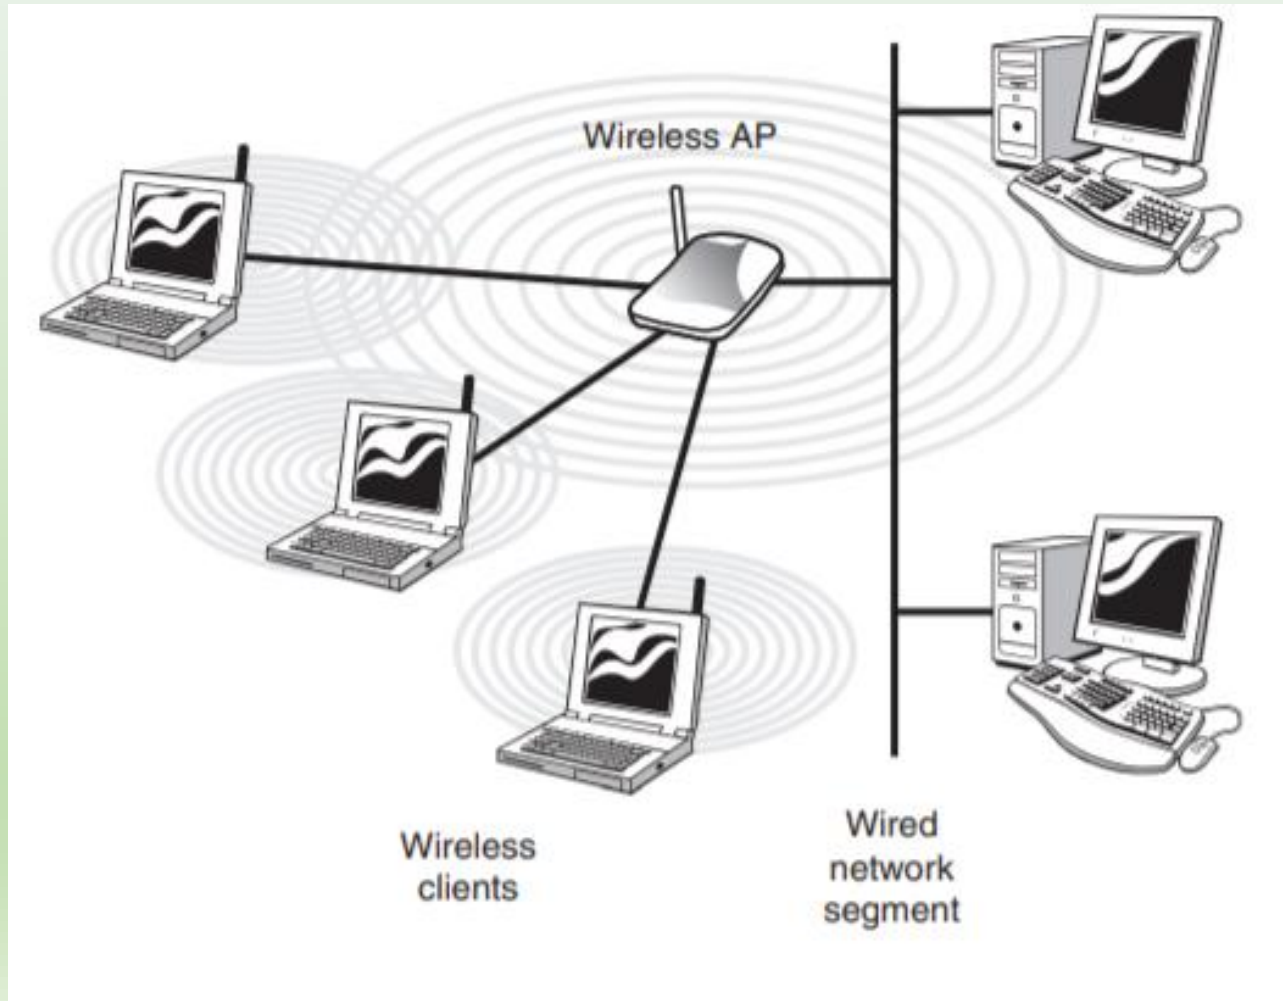 Wireless AP
Wireless
clients
Wired
network
segment